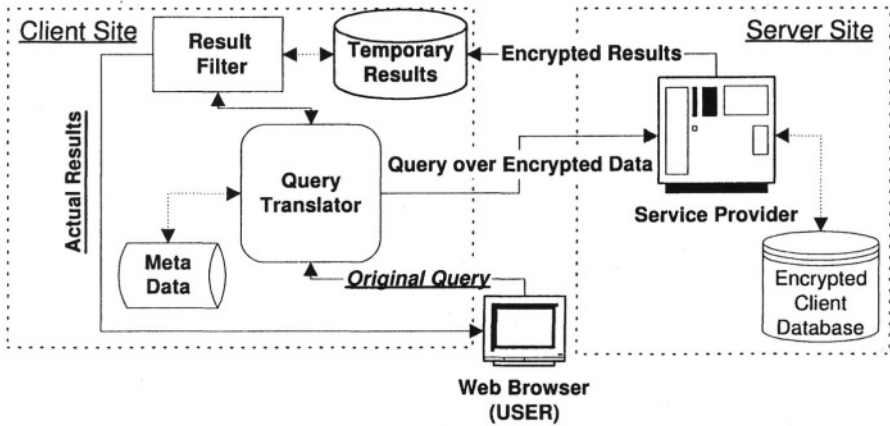 Client Site
Result
Filter
Temporary
Results
Encrypted Results
Server Site
Actual Results
Query
Translator
Query over Encrypted Data
Service Provider
Meta
Data
Original Query
Encrypted
Client
Database
Web Browser
(USER)